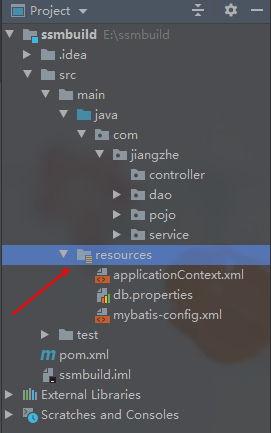 Project
ssmbuild E:\ssmbuild
.idea
src
main
java
com
jiangzhe
controller
dao
pojo
service
resources
applicationContext.xml
db.properties
mybatis-config.xml
test
pom.xml
ssmbuild.iml
External Libraries
Scratches and Consoles